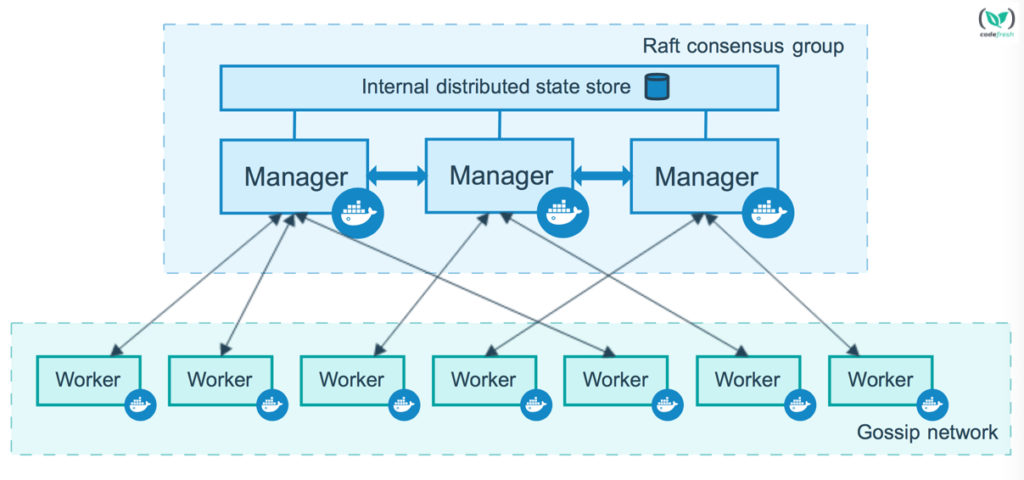 codefresh
Raft consensus group
Internal distributed state store
Manager
Manager
Manager
Worker
Worker
Worker
Worker
Worker
Worker
Worker
Gossip network